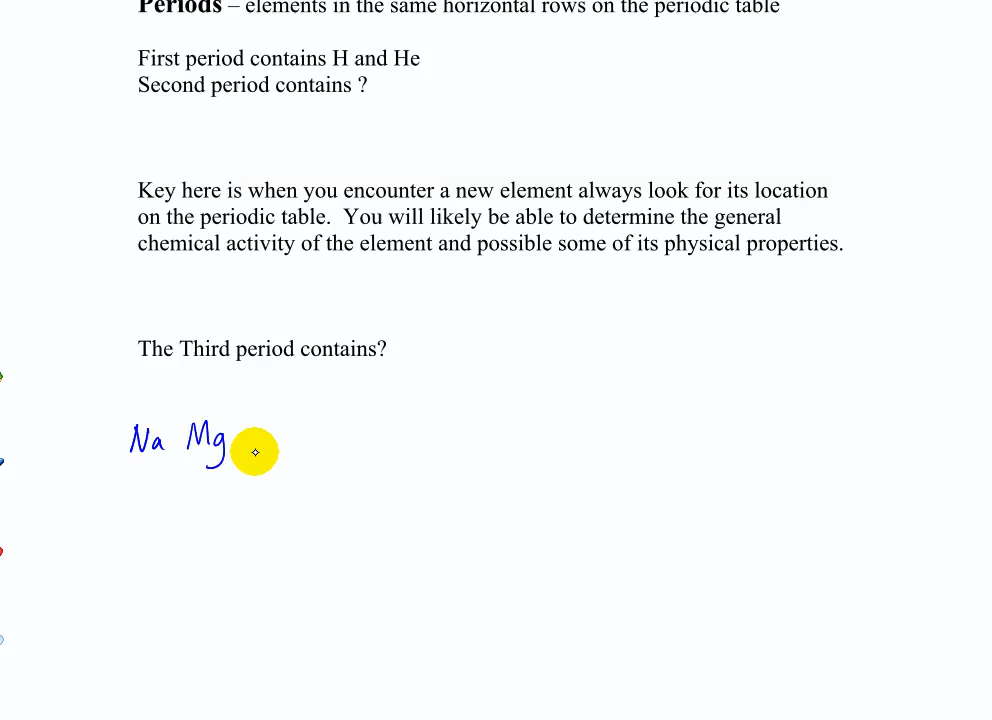 Periods – elements in the same horizontal rows on the periodic table
First period contains H and He
Second period contains ?
Key here is when you encounter a new element always look for its location
on the periodic table.  You will likely be able to determine the general
chemical activity of the element and possible some of its physical properties.
The Third period contains?
Na Mg